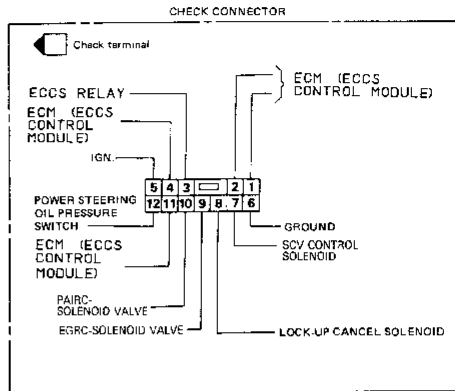 CHECK CONNECTOR
Check terminal
ECM (ECCS
CONTROL
MODULE)
ECCS RELAY
ECM (ECCS
CONTROL
MODULE)
IGN.
5 4 3 2 1
12 11 10 9 8 7 6
POWER STEERING
OIL PRESSURE
SWITCH
GROUND
SCV CONTROL
SOLENOID
ECM (ECCS
CONTROL
MODULE)
PAIRC-
SOLENOID VALVE
EGRC-SOLENOID VALVE
LOCK-UP CANCEL SOLENOID